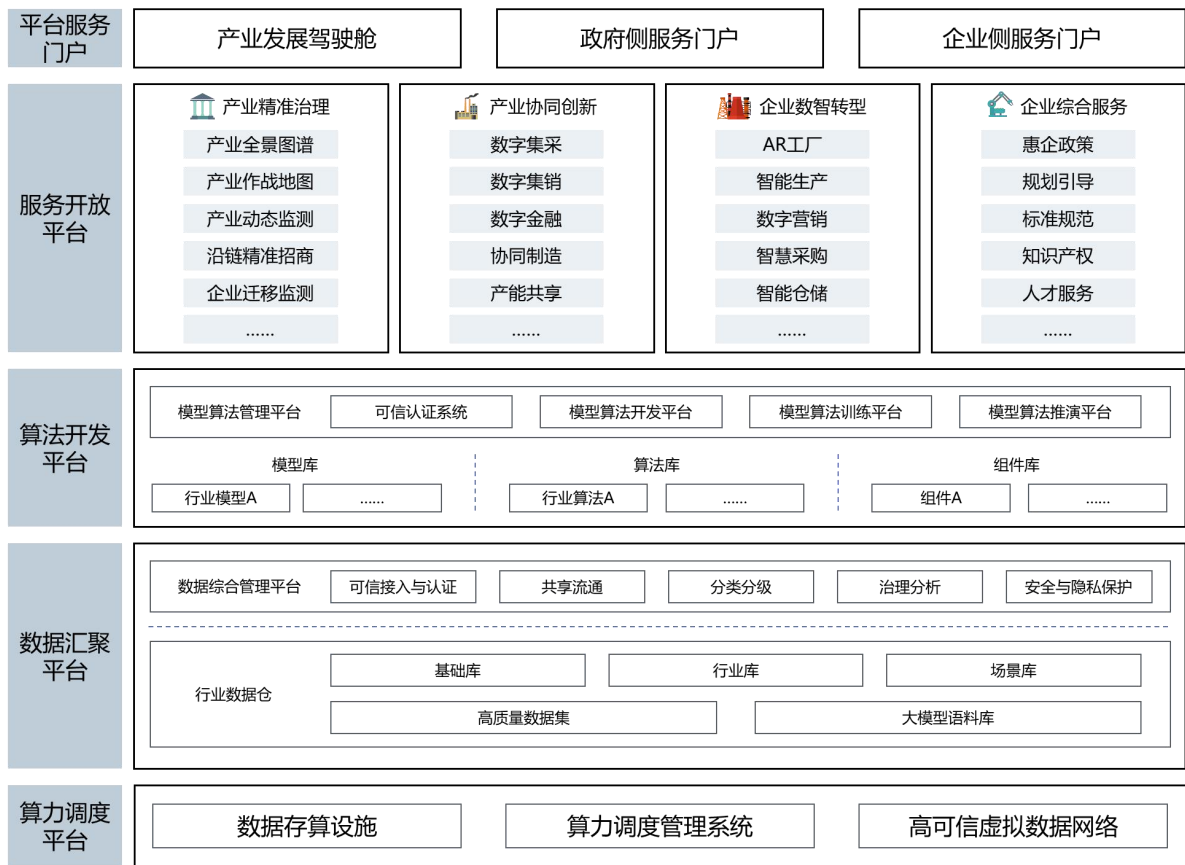 平台服务
门户
产业发展驾驶舱
政府侧服务门户
企业侧服务门户
服务开放
平台
产业精准治理
产业全景图谱
产业作战地图
产业动态监测
沿链精准招商
企业迁移监测
......
产业协同创新
数字集采
数字集销
数字金融
协同制造
产能共享
......
企业数智转型
AR工厂
智能生产
数字营销
智慧采购
智能仓储
......
企业综合服务
惠企政策
规划引导
标准规范
知识产权
人才服务
......
算法开发
平台
模型算法管理平台
可信认证系统
模型算法开发平台
模型算法训练平台
模型算法推演平台
模型库
行业模型A
......
算法库
行业算法A
......
组件库
组件A
......
数据汇聚
平台
数据综合管理平台
可信接入与认证
共享流通
分类分级
治理分析
安全与隐私保护
行业数据仓
基础库
行业库
场景库
高质量数据集
大模型语料库
算力调度
平台
数据存算设施
算力调度管理系统
高可信虚拟数据网络